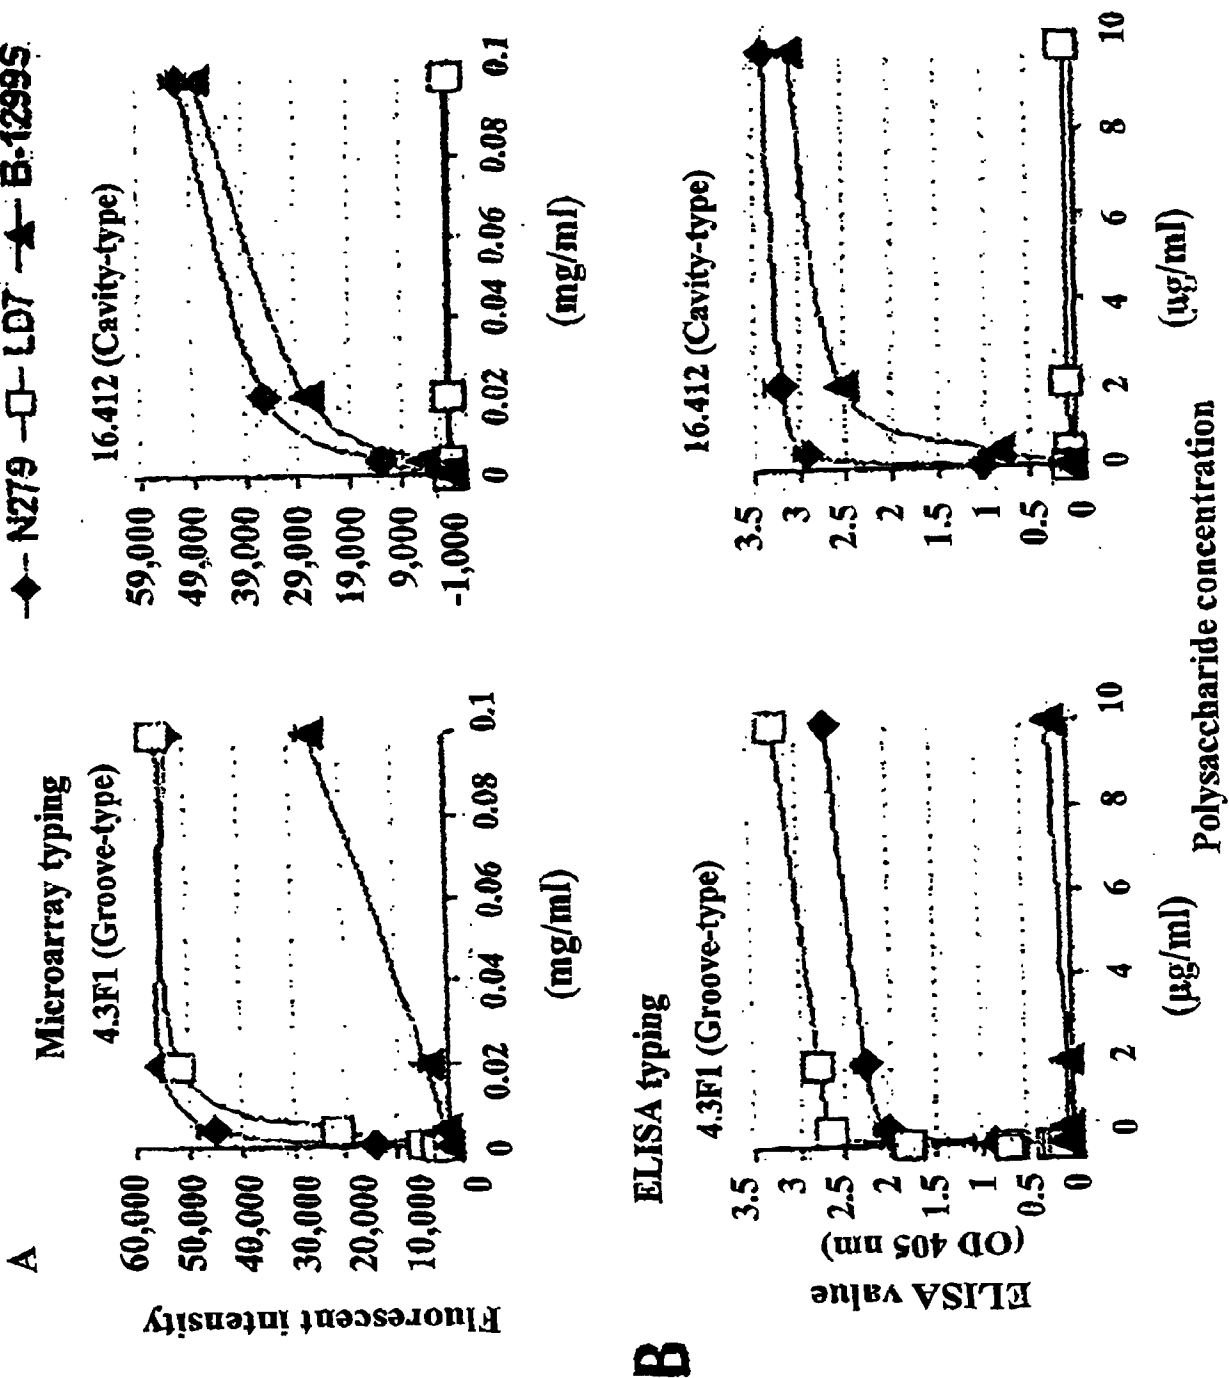 N279 LD7 B-1299S
A
Microarray typing
4.3F1 (Groove-type)
16.412 (Cavity-type)
Fluorescent intensity
60,000
50,000
40,000
30,000
20,000
10,000
0
0 0.02 0.04 0.06 0.08 0.1
(mg/ml)
59,000
49,000
39,000
29,000
19,000
9,000
-1,000
0 0.02 0.04 0.06 0.08 0.1
(mg/ml)
B
ELISA typing
4.3F1 (Groove-type)
16.412 (Cavity-type)
ELISA value
(OD 405 nm)
3.5
3
2.5
2
1.5
1
0.5
0
0 2 4 6 8 10
(µg/ml)
3.5
3
2.5
2
1.5
1
0.5
0
0 2 4 6 8 10
(µg/ml)
Polysaccharide concentration